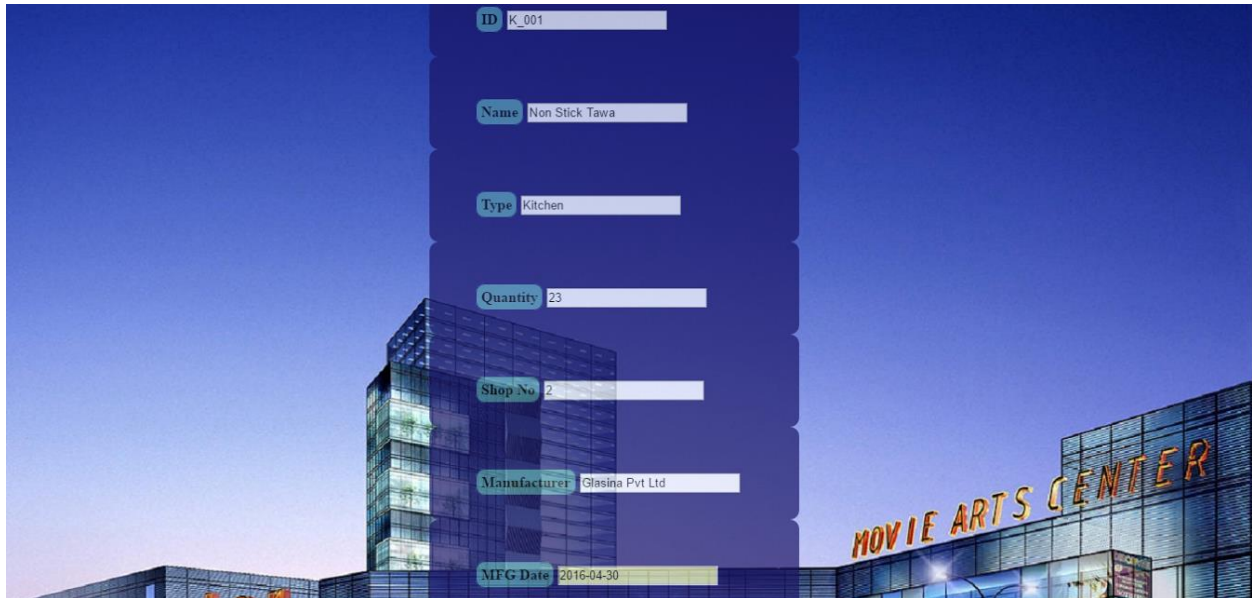 ID K_001
Name Non Stick Tawa
Type Kitchen
Quantity 23
Shop No 2
Manufacturer Glasina Pvt Ltd
MOVIE ARTS CENTER
MFG Date 2016-04-30